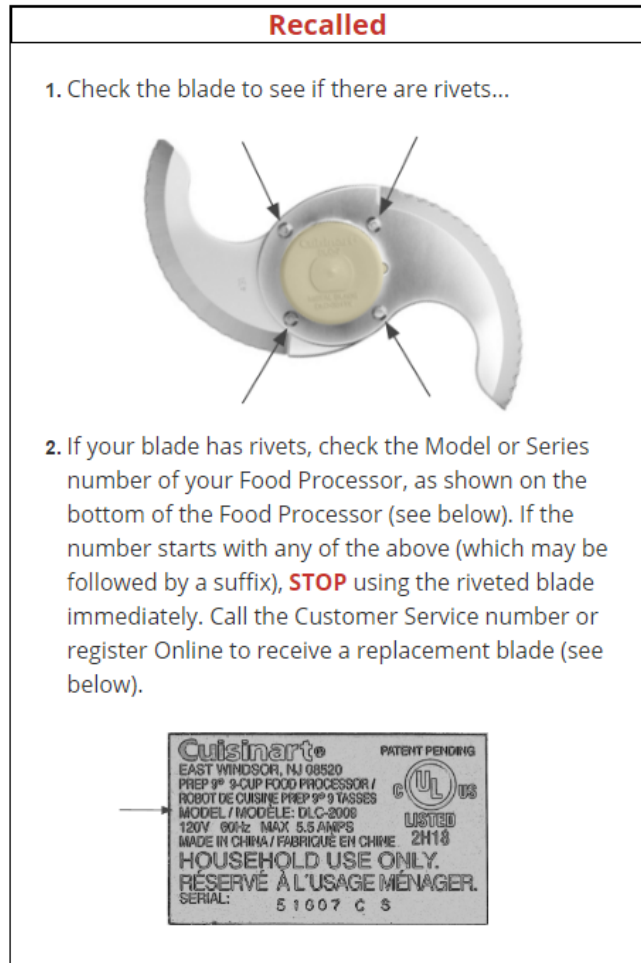 Recalled
1. Check the blade to see if there are rivets...
Cuisinart
2. If your blade has rivets, check the Model or Series
number of your Food Processor, as shown on the
bottom of the Food Processor (see below). If the
number starts with any of the above (which may be
followed by a suffix), STOP using the riveted blade
immediately. Call the Customer Service number or
register Online to receive a replacement blade (see
below).
Cuisinart® PATENT PENDING
EAST WINDSOR, NJ 08520
PREP 9® 9-CUP FOOD PROCESSOR /
ROBOT DE CUISINE PREP 9® 9 TASSES
C UL US
MODEL / MODÈLE: DLC-2009
LISTED
120V 60Hz MAX 5.5 AMPS
2H18
MADE IN CHINA / FABRIQUÉ EN CHINE
HOUSEHOLD USE ONLY.
RÉSERVÉ À L'USAGE MÉNAGER.
SERIAL: 51007 C S